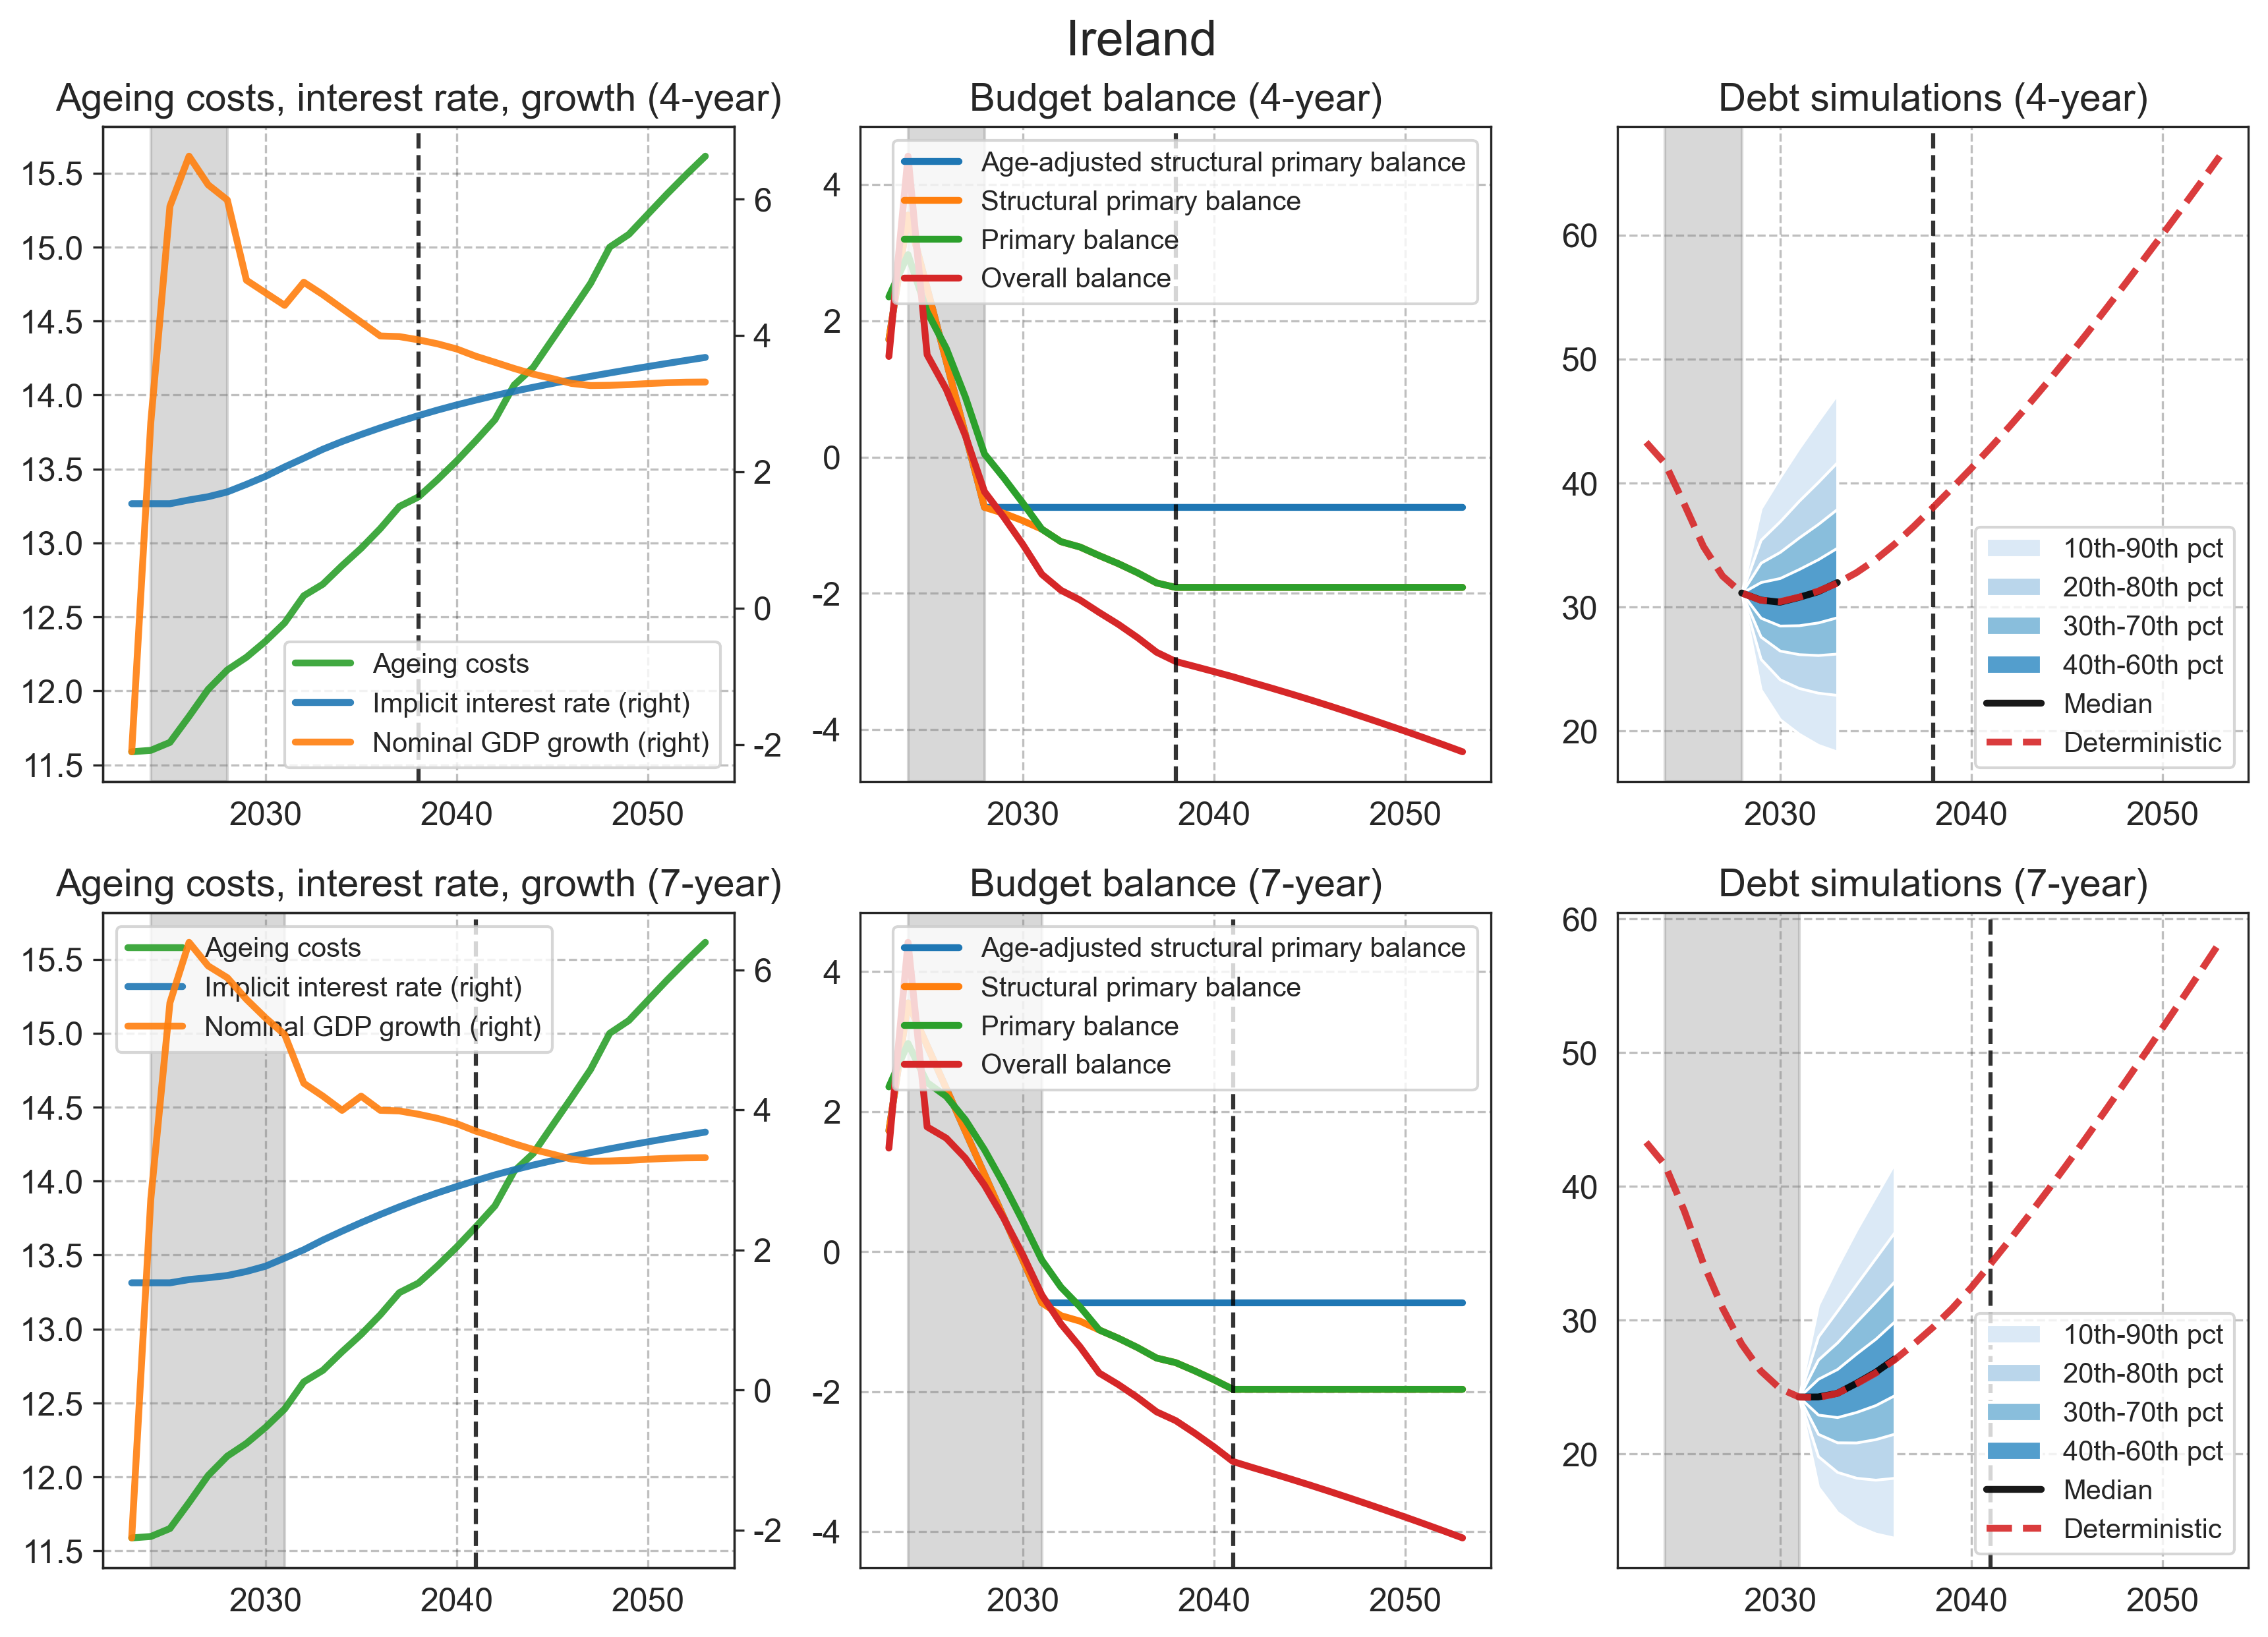 Ireland
Ageing costs, interest rate, growth (4-year)
15.5
15.0
14.5
14.0
13.5
13.0
12.5
12.0
11.5
6
4
2
0
-2
Ageing costs
Implicit interest rate (right)
Nominal GDP growth (right)
2030
2040
2050
Budget balance (4-year)
4
2
0
-2
-4
Age-adjusted structural primary balance
Structural primary balance
Primary balance
Overall balance
2030
2040
2050
Debt simulations (4-year)
60
50
40
30
20
10th-90th pct
20th-80th pct
30th-70th pct
40th-60th pct
Median
Deterministic
2030
2040
2050
Ageing costs, interest rate, growth (7-year)
15.5
15.0
14.5
14.0
13.5
13.0
12.5
12.0
11.5
6
4
2
0
-2
Ageing costs
Implicit interest rate (right)
Nominal GDP growth (right)
2030
2040
2050
Budget balance (7-year)
4
2
0
-2
-4
Age-adjusted structural primary balance
Structural primary balance
Primary balance
Overall balance
2030
2040
2050
Debt simulations (7-year)
60
50
40
30
20
10th-90th pct
20th-80th pct
30th-70th pct
40th-60th pct
Median
Deterministic
2030
2040
2050